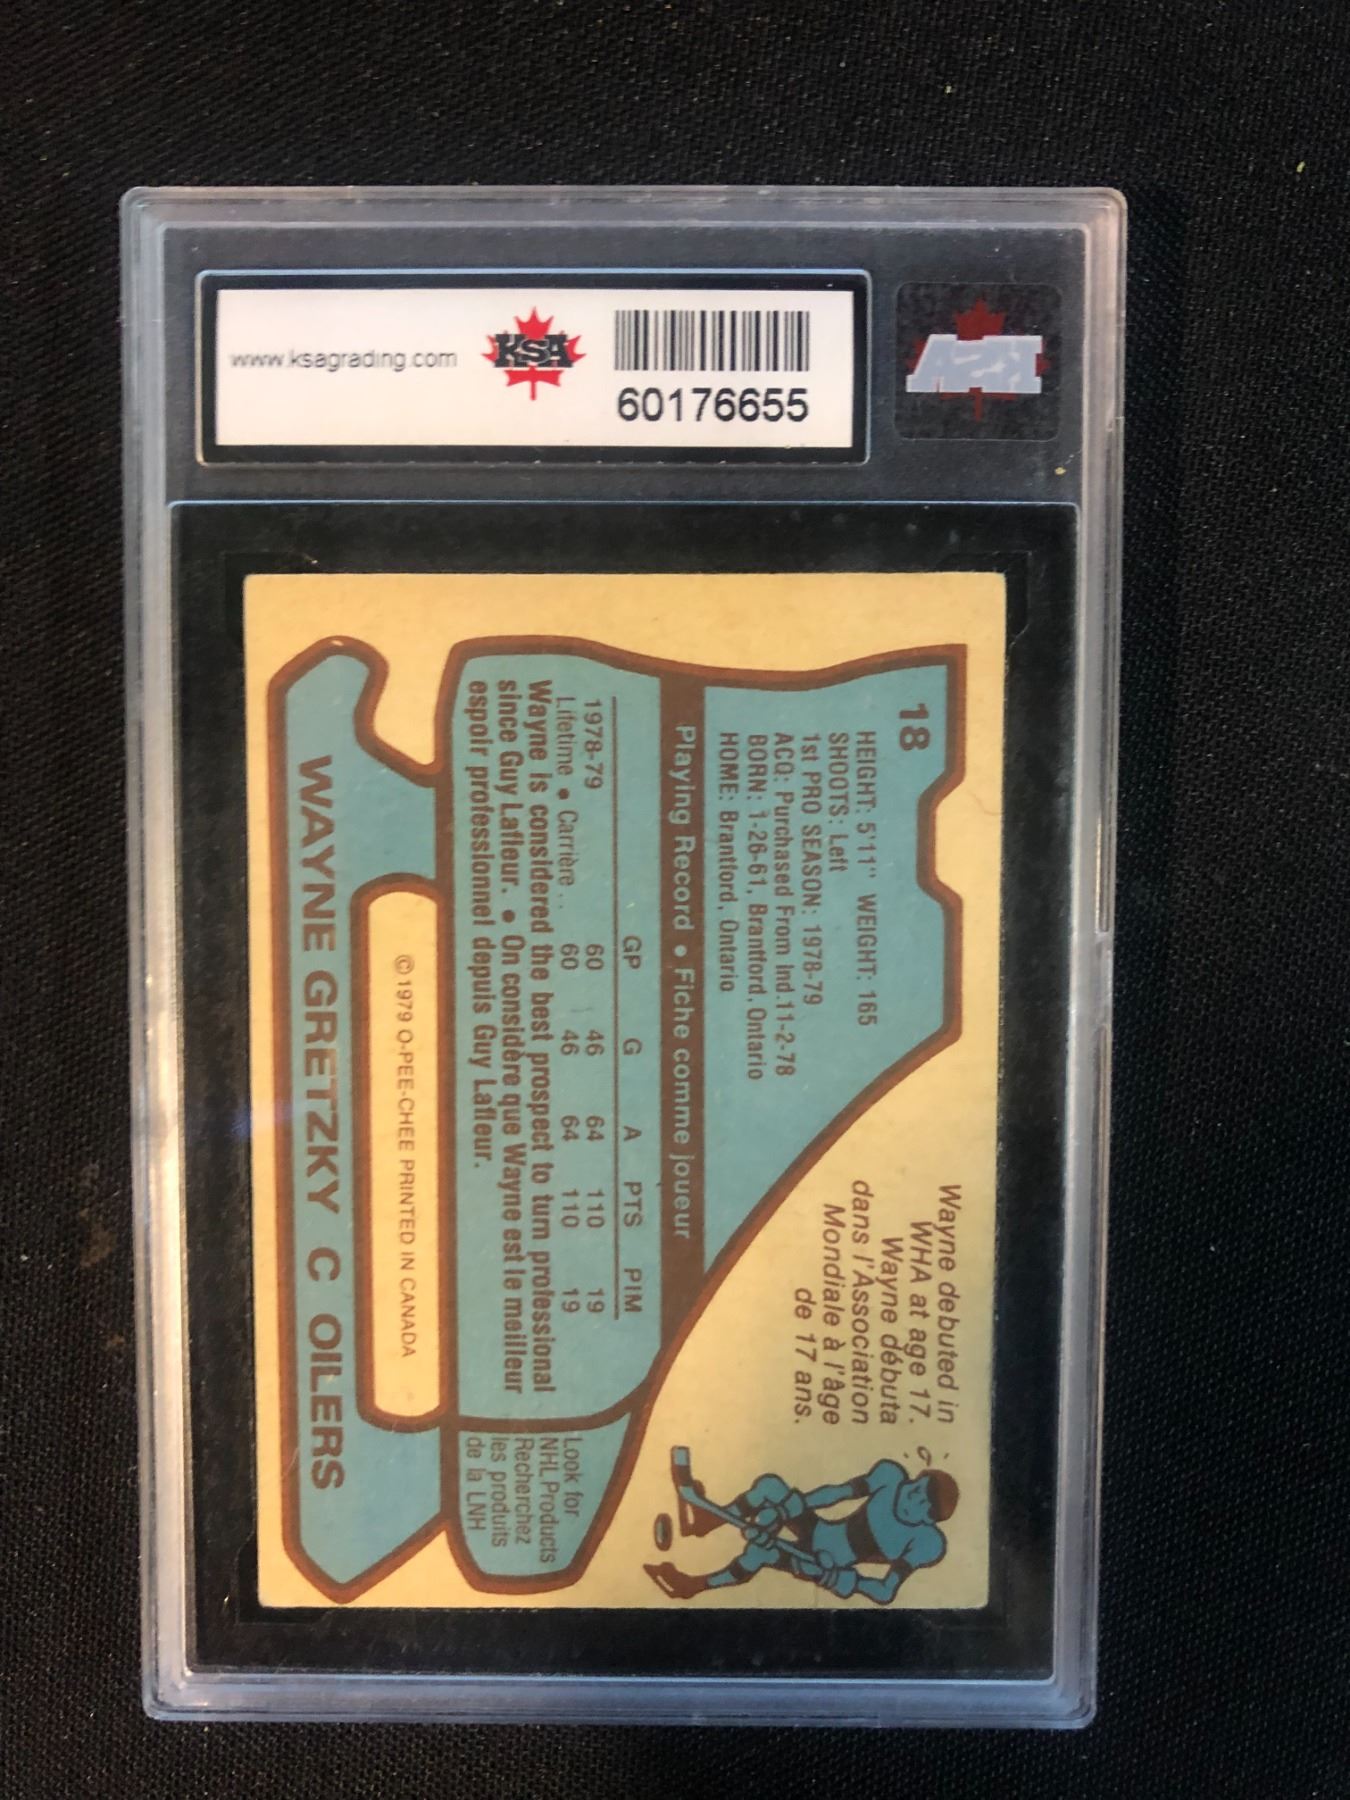 www.ksagrading.com
KSA
60176655
KSA
18
HEIGHT: 5'11" WEIGHT: 165
SHOOTS: Left
1st PRO SEASON: 1978-79
ACQ: Purchased From Ind.11-2-78
BORN: 1-26-61, Brantford, Ontario
HOME: Brantford, Ontario
Wayne debuted in
WHA at age 17.
Wayne débuta
dans l'Association
Mondiale à l'âge
de 17 ans.
Playing Record • Fiche comme joueur
GP G A PTS PIM
1978-79 60 46 64 110 19
Lifetime • Carrière .. 60 46 64 110 19
Wayne is considered the best prospect to turn professional
since Guy Lafleur. • On considère que Wayne est le meilleur
espoir professionnel depuis Guy Lafleur.
Look for
NHL Products
Recherchez
les produits
de la LNH
©1979 O-PEE-CHEE PRINTED IN CANADA
WAYNE GRETZKY C OILERS